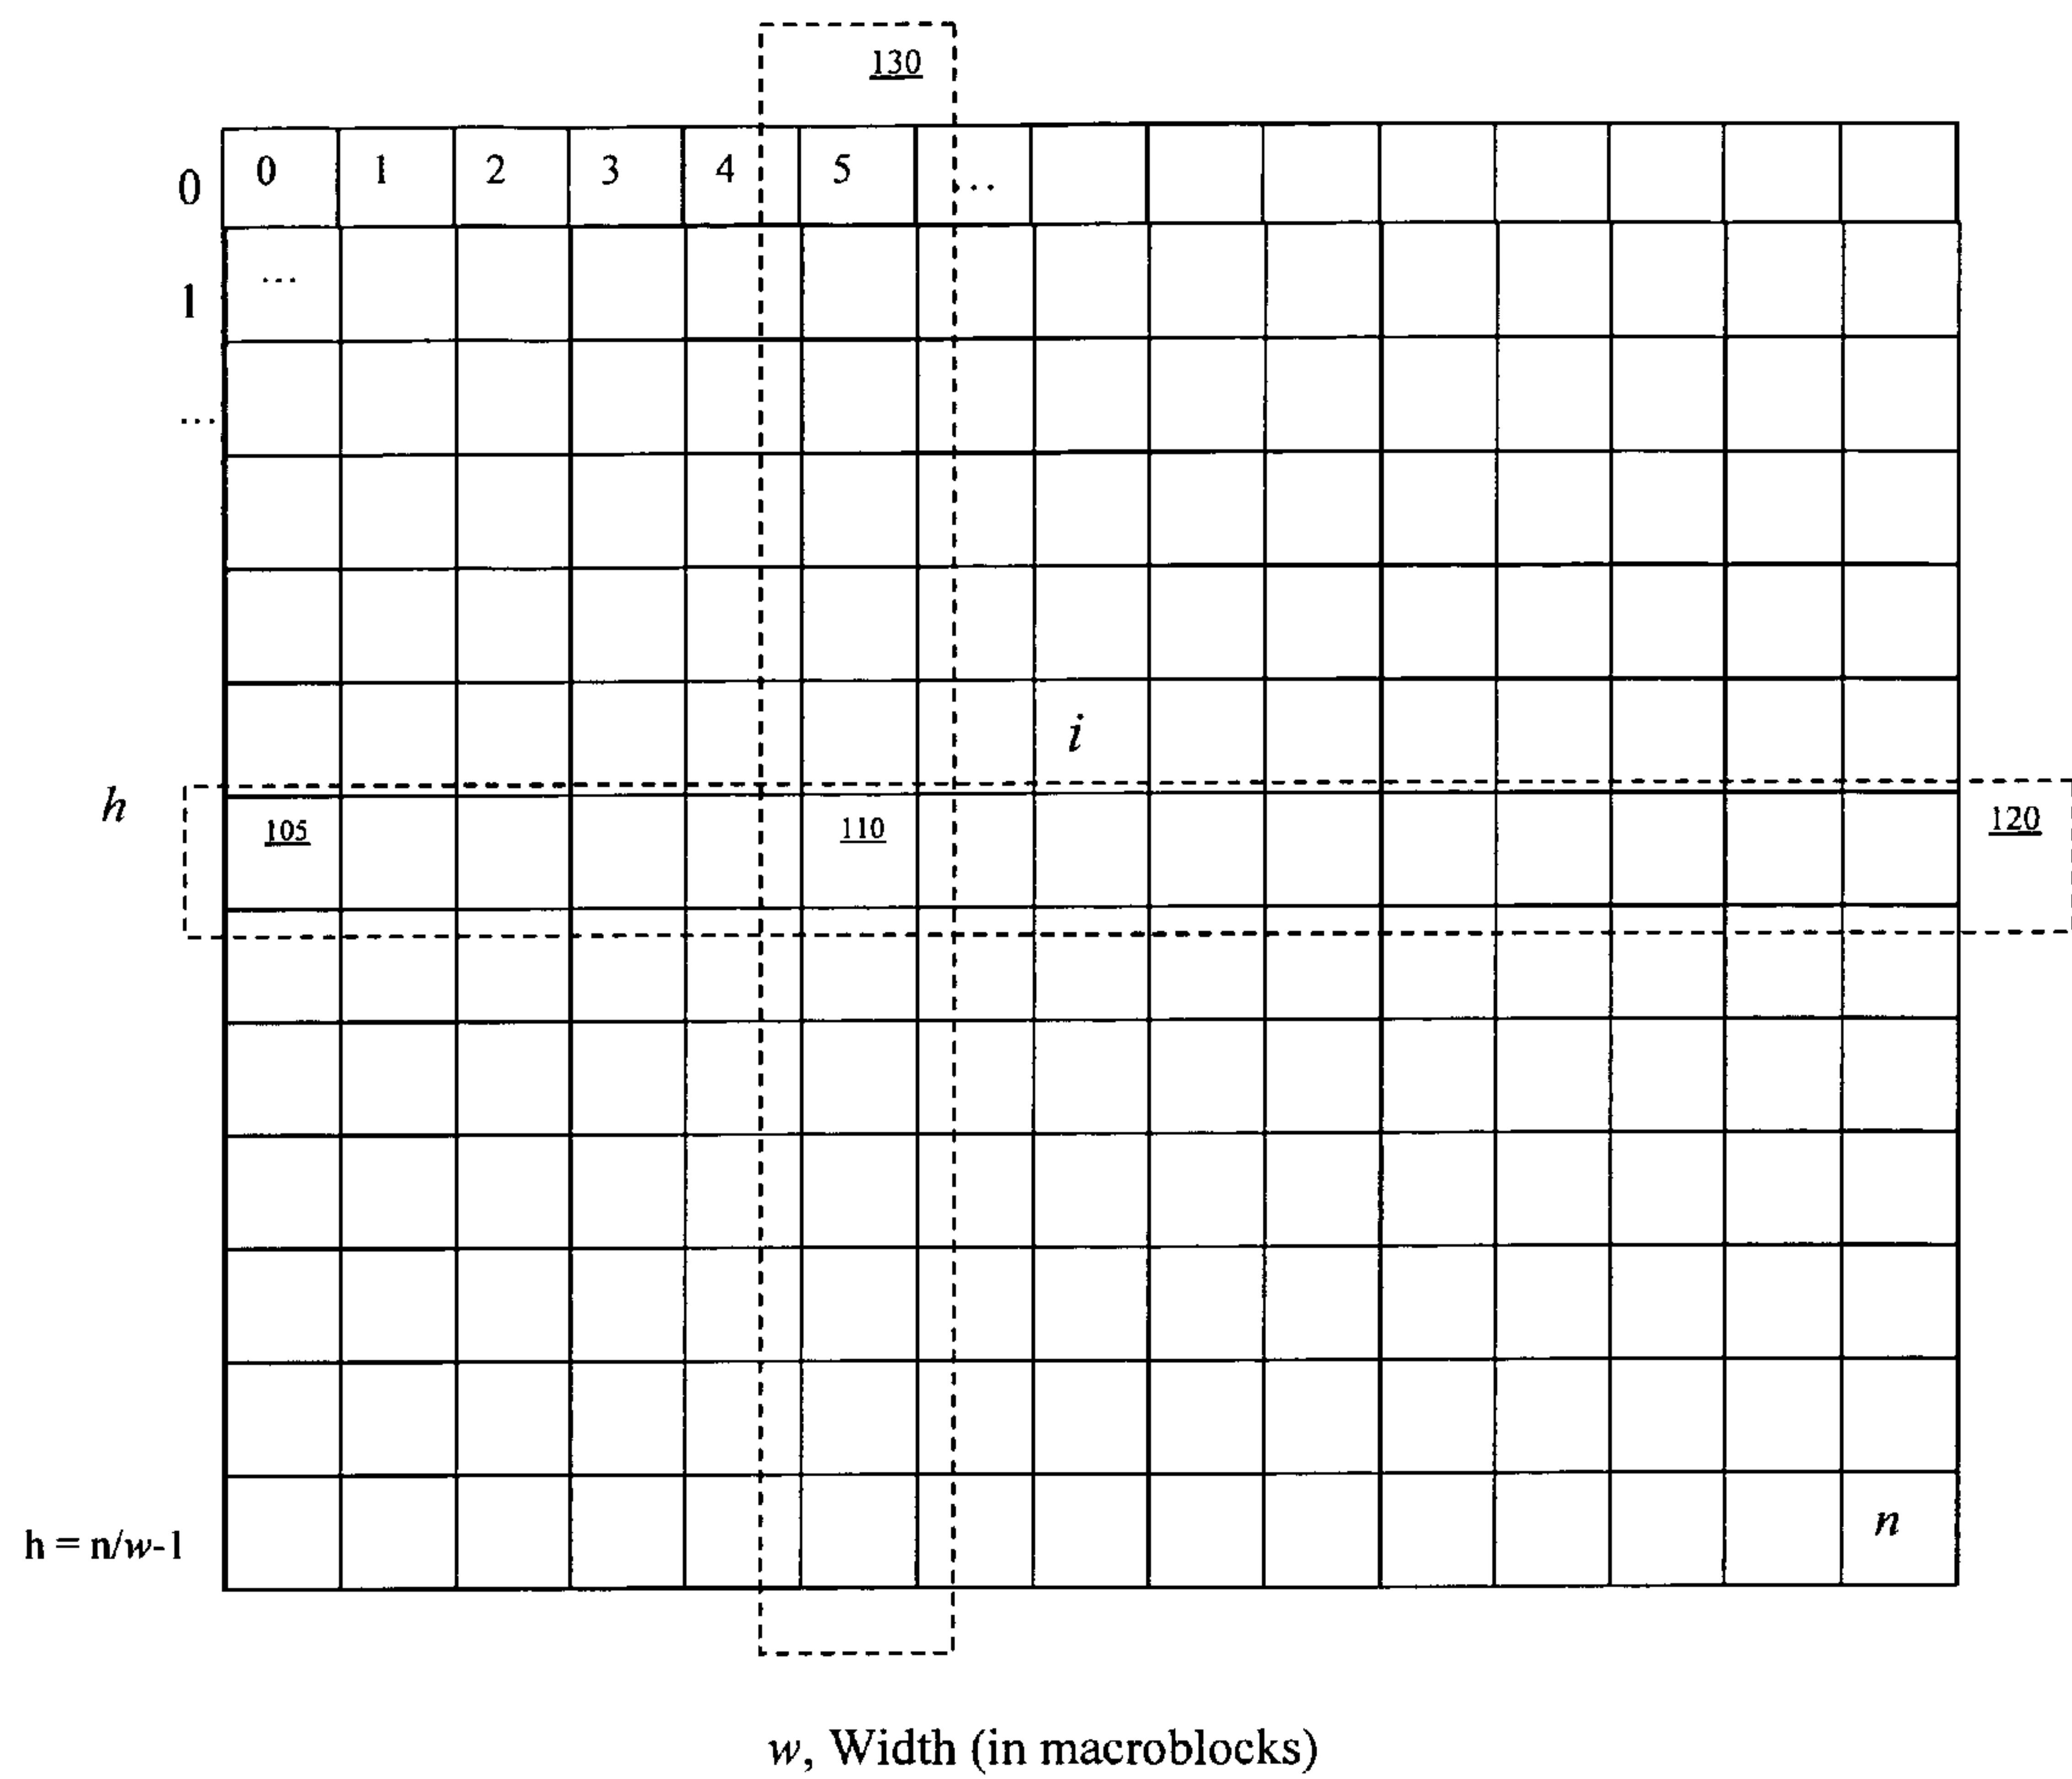 130
0 0 1 2 3 4 5 ...
1 ...
...
i
h 105 110 120
n
h = n/w-1
w, Width (in macroblocks)